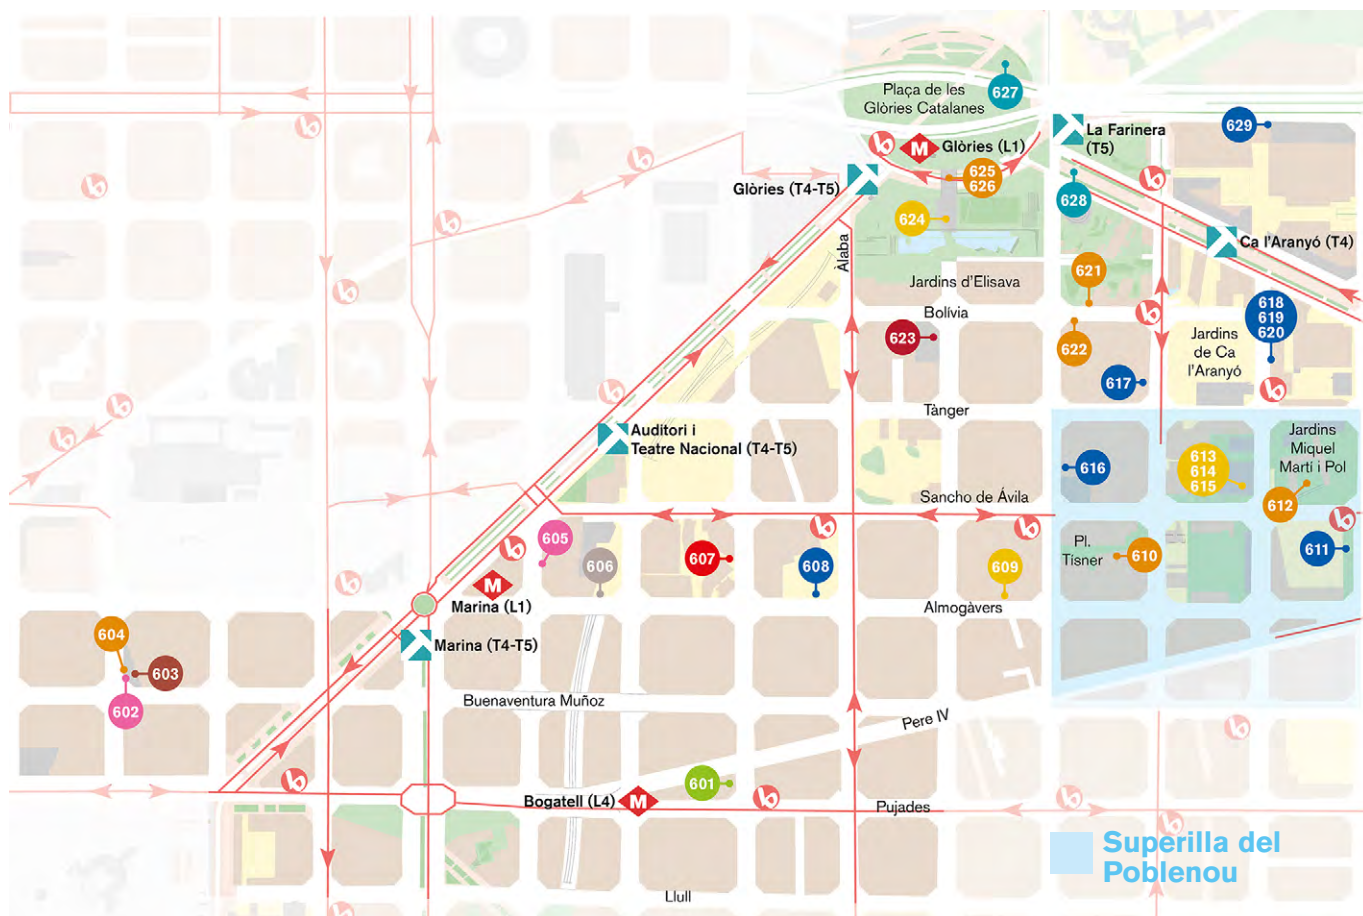 Plaça de les
Glòries Catalanes
627
629
La Farinera
(T5)
M
Glòries (L1)
625
626
Glòries (T4-T5)
628
624
Àlaba
Ca l'Aranyó (T4)
Jardins d'Elisava
621
618
619
620
Bolívia
623
622
Jardins
de Ca
l'Aranyó
617
Tànger
Auditori i
Teatre Nacional (T4-T5)
Jardins
Miquel
Martí i Pol
616
613
614
615
Sancho de Ávila
612
605
606
607
608
609
Pl.
Tísner
610
611
M
Marina (L1)
Almogàvers
604
603
602
Marina (T4-T5)
Buenaventura Muñoz
Pere IV
601
Bogatell (L4)
M
Pujades
Superilla del
Poblenou
Llull